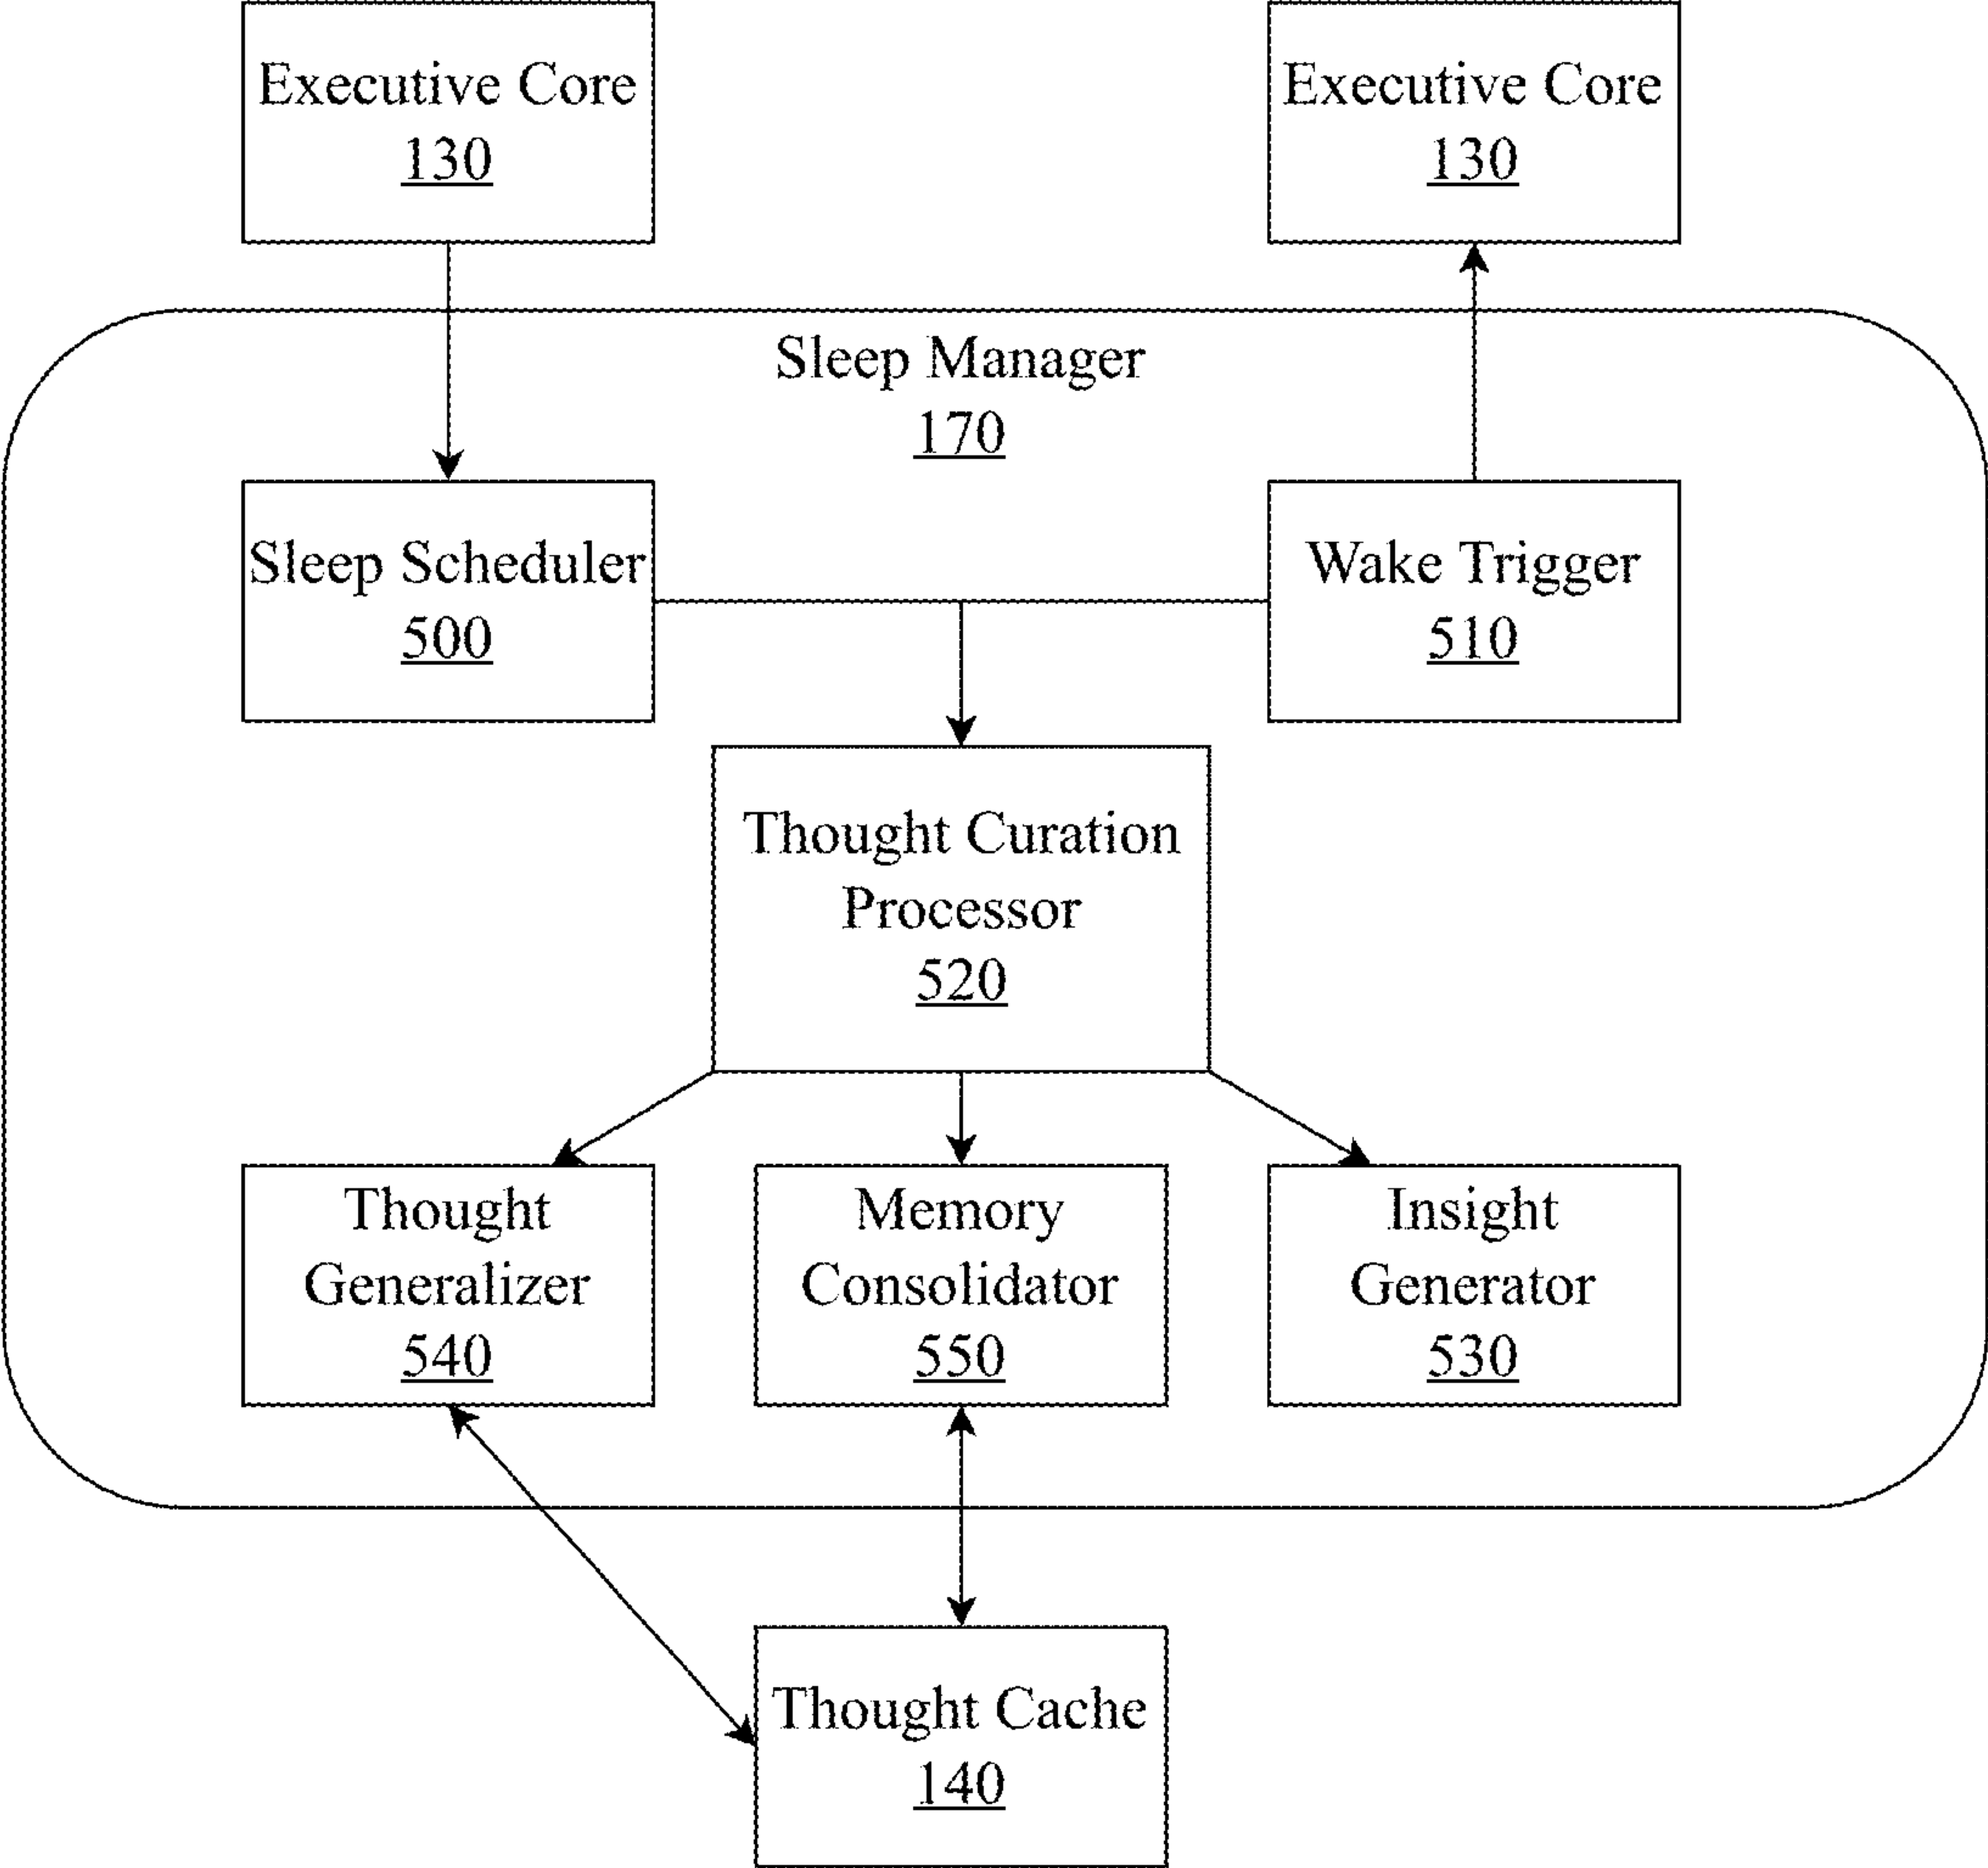 Executive Core
130
Executive Core
130
Sleep Manager
170
Sleep Scheduler
500
Wake Trigger
510
Thought Curation
Processor
520
Thought
Generalizer
540
Memory
Consolidator
550
Insight
Generator
530
Thought Cache
140